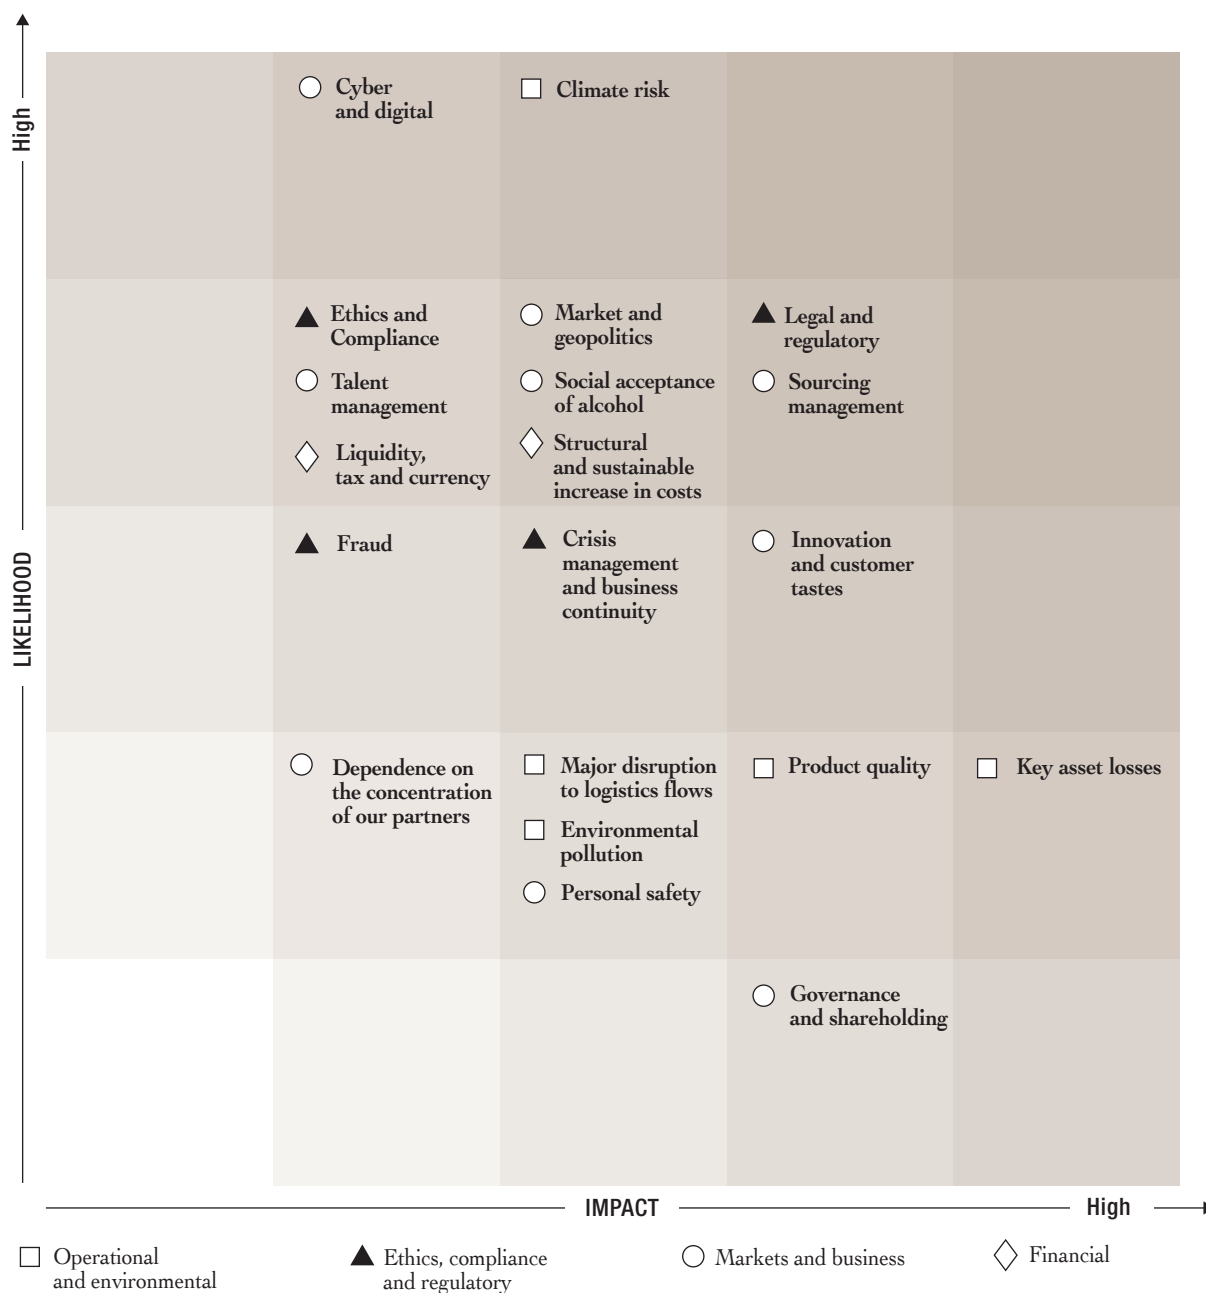 High
LIKELIHOOD
Cyber
and digital
Climate risk
Ethics and
Compliance
Market and
geopolitics
Legal and
regulatory
Talent
management
Social acceptance
of alcohol
Sourcing
management
Liquidity,
tax and currency
Structural
and sustainable
increase in costs
Fraud
Crisis
management
and business
continuity
Innovation
and customer
tastes
Dependence on
the concentration
of our partners
Major disruption
to logistics flows
Product quality
Key asset losses
Environmental
pollution
Personal safety
Governance
and shareholding
IMPACT
High
Operational
and environmental
Ethics, compliance
and regulatory
Markets and business
Financial